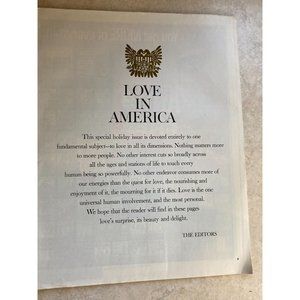 LOVE
IN
AMERICA
This special holiday issue is devoted entirely to one
fundamental subject—to love in all its dimensions. Nothing matters more
to more people. No other interest cuts so broadly across
all the ages and stations of life to touch every
human being so powerfully. No other endeavor consumes more of
our energies than the quest for love, the nourishing and
enjoyment of it, the mourning for it if it dies. Love is the one
universal human involvement, and the most personal.
We hope that the reader will find in these pages
love's surprise, its beauty and delight.
THE EDITORS